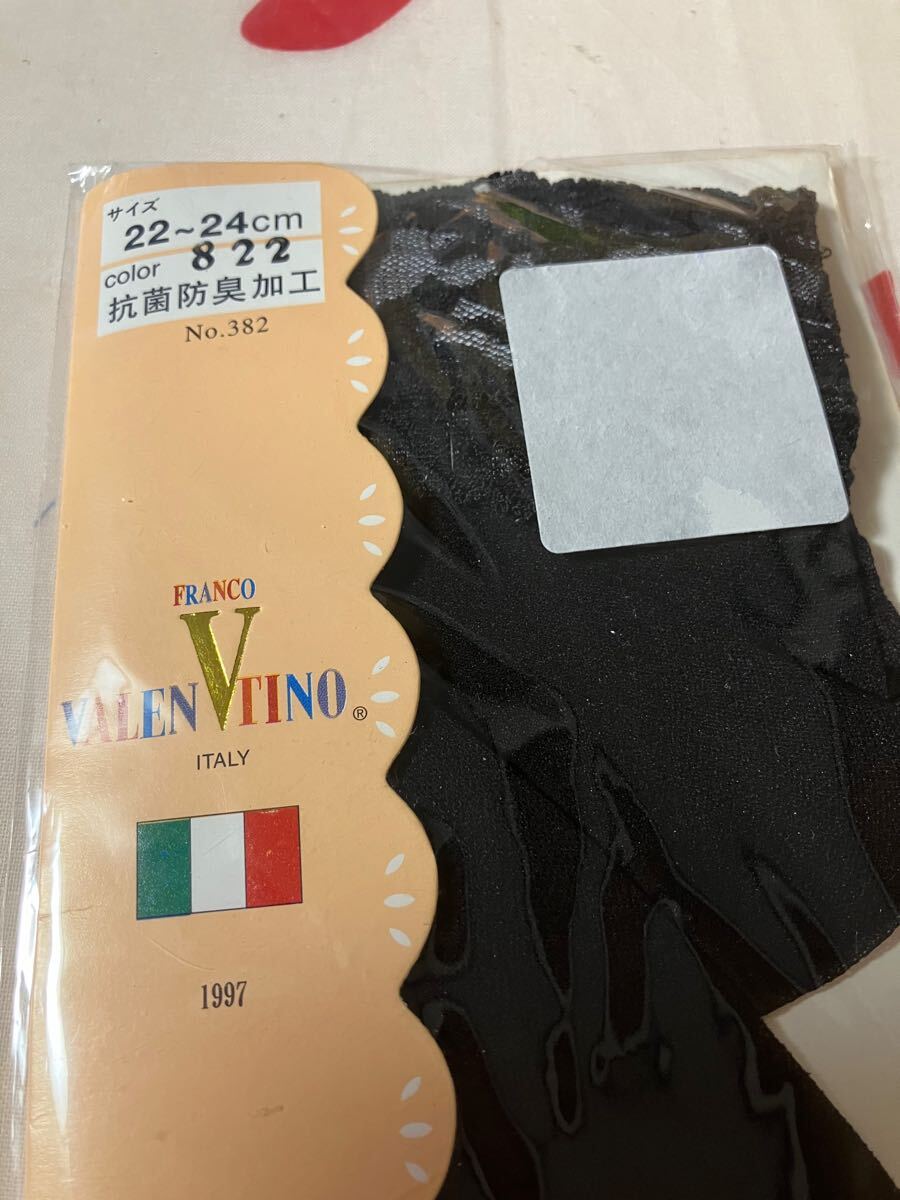 サイズ
22~24cm
color 822
抗菌防臭加工
No.382
FRANCO
V
VALENTINO®
ITALY
1997